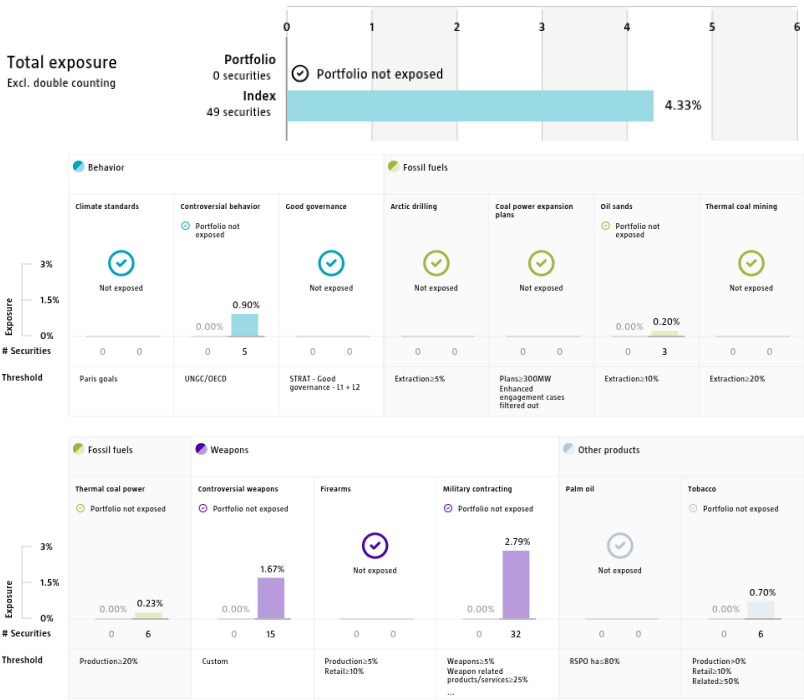 0 1 2 3 4 5 6
Total exposure
Excl. double counting
Portfolio
0 securities
Portfolio not exposed
Index
49 securities
4.33%
Behavior
Fossil fuels
Climate standards
Controversial behavior
Good governance
Arctic drilling
Coal power expansion
plans
Oil sands
Thermal coal mining
Portfolio not
exposed
Portfolio not
exposed
Not exposed
Not exposed
Not exposed
Not exposed
Not exposed
Exposure
3%
1.5%
0%
0.00%
0.90%
0.00%
0.20%
# Securities
0 0
0 5
0 0
0 0
0 0
0 3
0 0
Threshold
Paris goals
UNGC/OECD
STRAT - Good
governance - L1 + L2
Extraction≥5%
Plans≥300MW
Enhanced
engagement cases
filtered out
Extraction≥10%
Extraction≥20%
Fossil fuels
Weapons
Other products
Thermal coal power
Controversial weapons
Firearms
Military contracting
Palm oil
Tobacco
Portfolio not exposed
Portfolio not exposed
Portfolio not exposed
Portfolio not exposed
Not exposed
Not exposed
Exposure
3%
1.5%
0%
0.00%
0.23%
0.00%
1.67%
0.00%
2.79%
0.00%
0.70%
# Securities
0 6
0 15
0 0
0 32
0 0
0 6
Threshold
Production≥20%
Custom
Production≥5%
Retail≥10%
Weapons≥5%
Weapon related
products/services≥25%
...
RSPO ha≤80%
Production>0%
Retail≥10%
Related≥50%